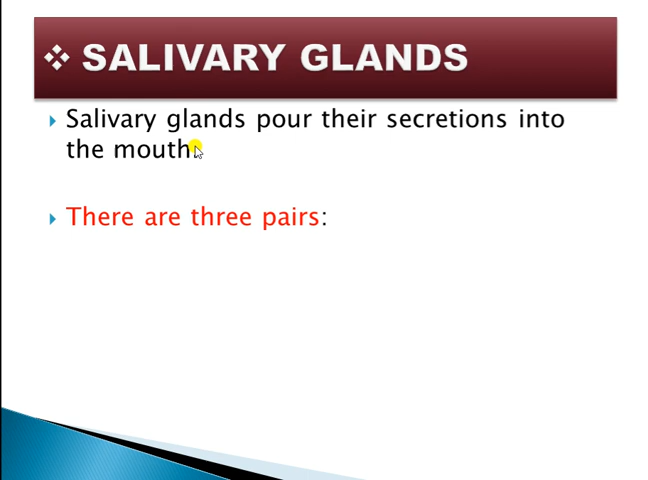 SALIVARY GLANDS
Salivary glands pour their secretions into
the mouth.
There are three pairs: